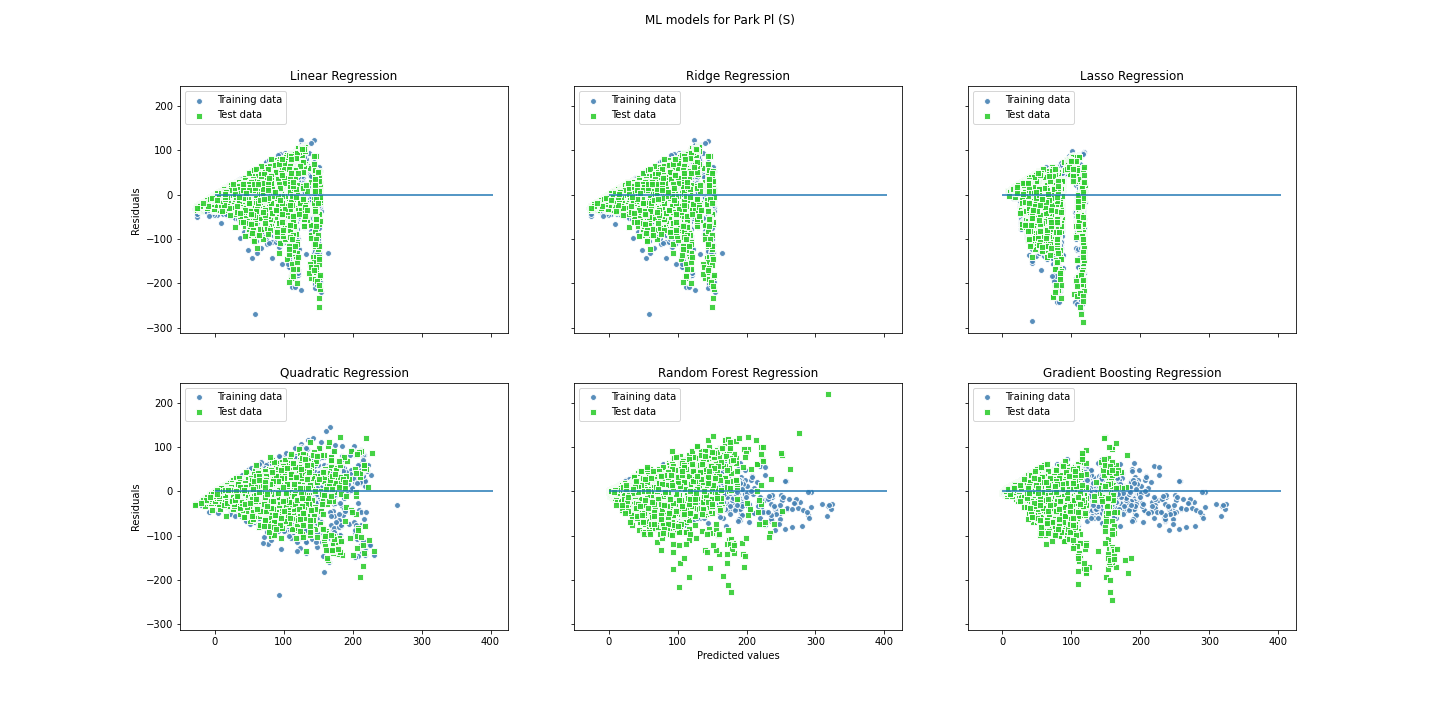 ML models for Park Pl (S)
Linear Regression
Training data
Test data
200
100
0
−100
−200
−300
Residuals
Ridge Regression
Training data
Test data
Lasso Regression
Training data
Test data
Quadratic Regression
Training data
Test data
200
100
0
−100
−200
−300
Residuals
0 100 200 300 400
Random Forest Regression
Training data
Test data
0 100 200 300 400
Predicted values
Gradient Boosting Regression
Training data
Test data
0 100 200 300 400